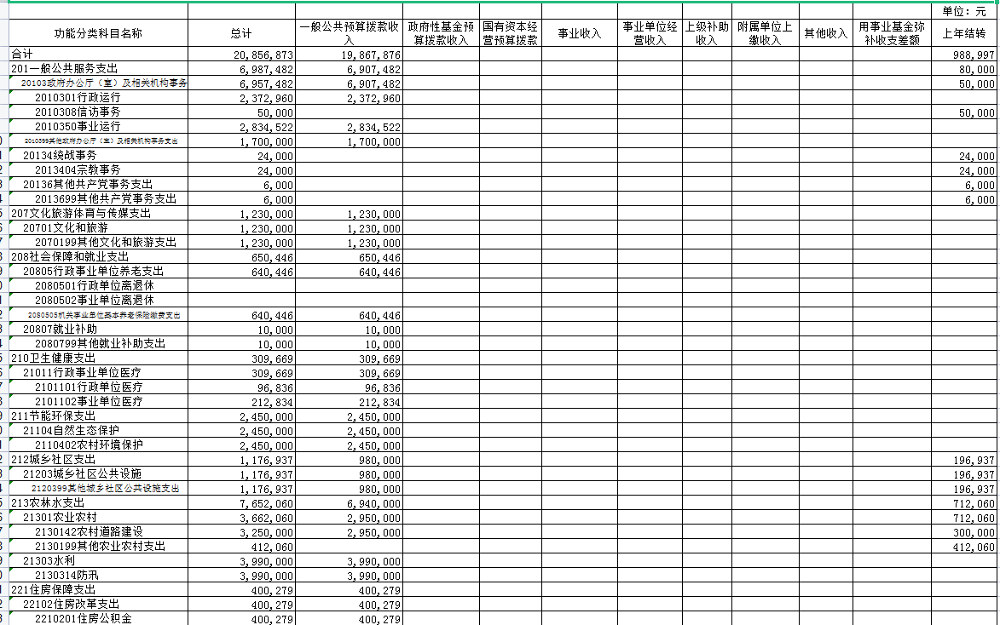 单位：元
功能分类科目名称 总计 一般公共预算拨款收入 政府性基金预算拨款收入 国有资本经营预算拨款 事业收入 事业单位经营收入 上级补助收入 附属单位上缴收入 其他收入 用事业基金弥补收支差额 上年结转
合计 20,856,873 19,867,876 988,997
201一般公共服务支出 6,987,482 6,907,482 80,000
20103政府办公厅（室）及相关机构事务 6,957,482 6,907,482 50,000
2010301行政运行 2,372,960 2,372,960
2010308信访事务 50,000 50,000
2010350事业运行 2,834,522 2,834,522
2010399其他政府办公厅（室）及相关机构事务支出 1,700,000 1,700,000
20134统战事务 24,000 24,000
2013404宗教事务 24,000 24,000
20136其他共产党事务支出 6,000 6,000
2013699其他共产党事务支出 6,000 6,000
207文化旅游体育与传媒支出 1,230,000 1,230,000
20701文化和旅游 1,230,000 1,230,000
2070199其他文化和旅游支出 1,230,000 1,230,000
208社会保障和就业支出 650,446 650,446
20805行政事业单位养老支出 640,446 640,446
2080501行政单位离退休
2080502事业单位离退休
2080505机关事业单位基本养老保险缴费支出 640,446 640,446
20807就业补助 10,000 10,000
2080799其他就业补助支出 10,000 10,000
210卫生健康支出 309,669 309,669
21011行政事业单位医疗 309,669 309,669
2101101行政单位医疗 96,836 96,836
2101102事业单位医疗 212,834 212,834
211节能环保支出 2,450,000 2,450,000
21104自然生态保护 2,450,000 2,450,000
2110402农村环境保护 2,450,000 2,450,000
212城乡社区支出 1,176,937 980,000 196,937
21203城乡社区公共设施 1,176,937 980,000 196,937
2120399其他城乡社区公共设施支出 1,176,937 980,000 196,937
213农林水支出 7,652,060 6,940,000 712,060
21301农业农村 3,662,060 2,950,000 712,060
2130142农村道路建设 3,250,000 2,950,000 300,000
2130199其他农业农村支出 412,060 412,060
21303水利 3,990,000 3,990,000
2130314防汛 3,990,000 3,990,000
221住房保障支出 400,279 400,279
22102住房改革支出 400,279 400,279
2210201住房公积金 400,279 400,279